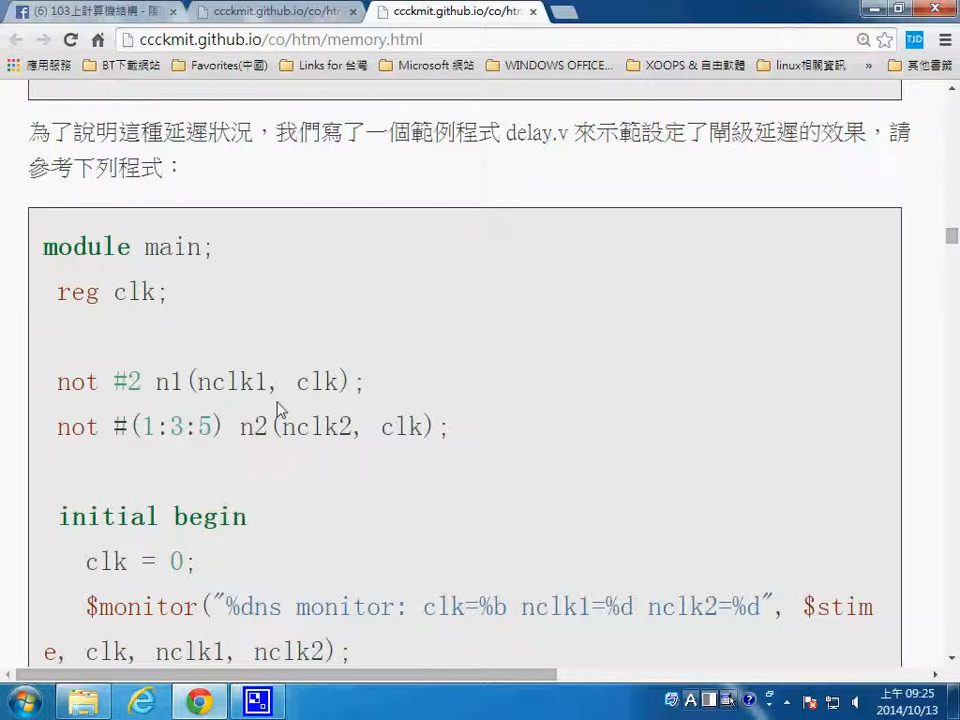 (6) 103上計算機結構 - 陳
ccckmit.github.io/co/htm
ccckmit.github.io/co/htm
ccckmit.github.io/co/htm/memory.html
TJD
應用服務
BT下載網站
Favorites(中國)
Links for 台灣
Microsoft 網站
WINDOWS OFFICE...
XOOPS & 自由軟體
linux相關資訊
»
其他書籤
為了說明這種延遲狀況，我們寫了一個範例程式 delay.v 來示範設定了閘級延遲的效果，請
參考下列程式：
module main;
reg clk;
not #2 n1(nclk1, clk);
not #(1:3:5) n2(nclk2, clk);
initial begin
clk = 0;
$monitor("%dns monitor: clk=%b nclk1=%d nclk2=%d", $stim
e, clk, nclk1, nclk2);
A
上午 09:25
2014/10/13